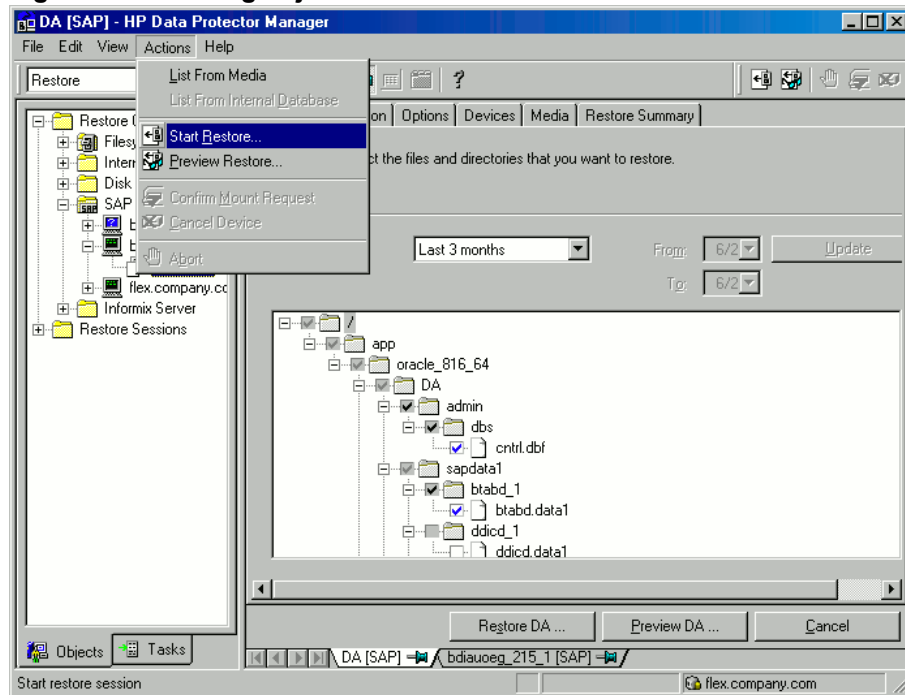 DA [SAP] - HP Data Protector Manager
File Edit View Actions Help
Restore
List From Media
List From Internal Database
Start Restore...
Preview Restore...
Confirm Mount Request
Cancel Device
Abort
Restore
Disk
SAP
flex.company.cc
Informix Server
Restore Sessions
Options Devices Media Restore Summary
the files and directories that you want to restore.
Last 3 months
From: 6/2
Update
To: 6/2
/
app
oracle_816_64
DA
admin
dbs
cntrl.dbf
sapdata1
btabd_1
btabd.data1
ddicd_1
ddicd.data1
Restore DA ...
Preview DA ...
Cancel
Objects Tasks
DA [SAP] bdiauoeg_215_1 [SAP]
Start restore session
flex.company.com